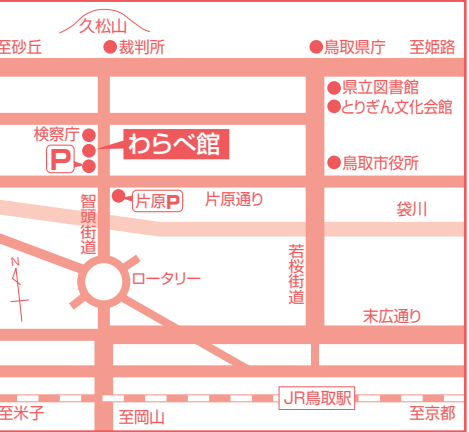 久松山
至砂丘
裁判所
鳥取県庁
至姫路
県立図書館
とりぎん文化会館
検察庁
わらべ館
P
鳥取市役所
片原P
片原通り
智頭街道
袋川
若桜街道
ロータリー
N
末広通り
JR鳥取駅
至米子
至岡山
至京都